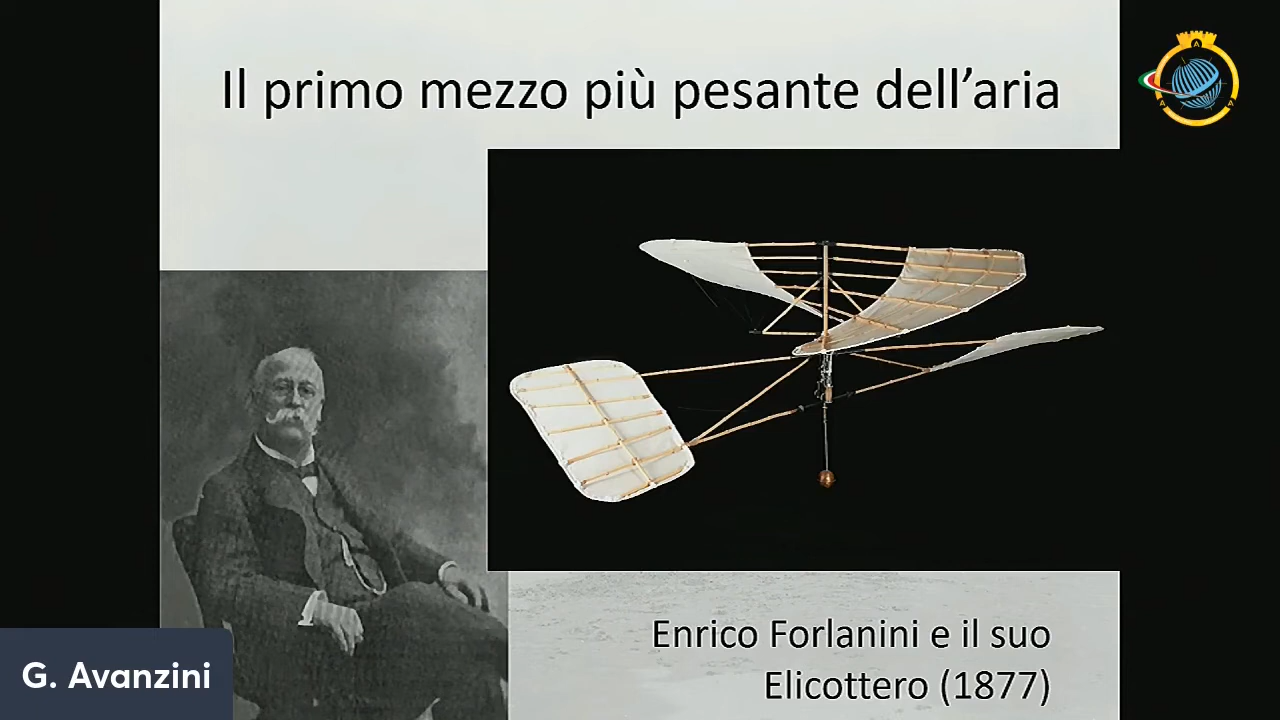 Il primo mezzo più pesante dell’aria
Enrico Forlanini e il suo
Elicottero (1877)
G. Avanzini